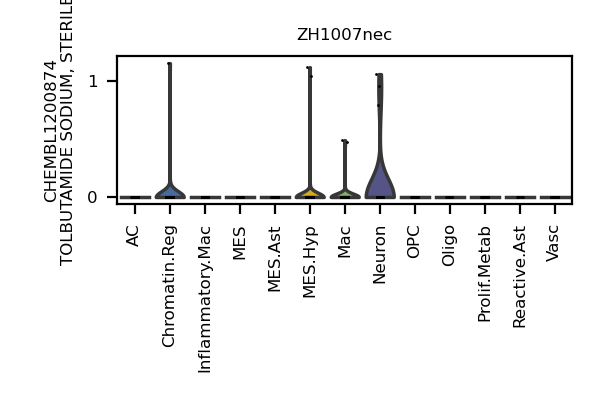 ZH1007nec
CHEMBL1200874
TOLBUTAMIDE SODIUM, STERILE
1
0
AC
Chromatin.Reg
Inflammatory.Mac
MES
MES.Ast
MES.Hyp
Mac
Neuron
OPC
Oligo
Prolif.Metab
Reactive.Ast
Vasc